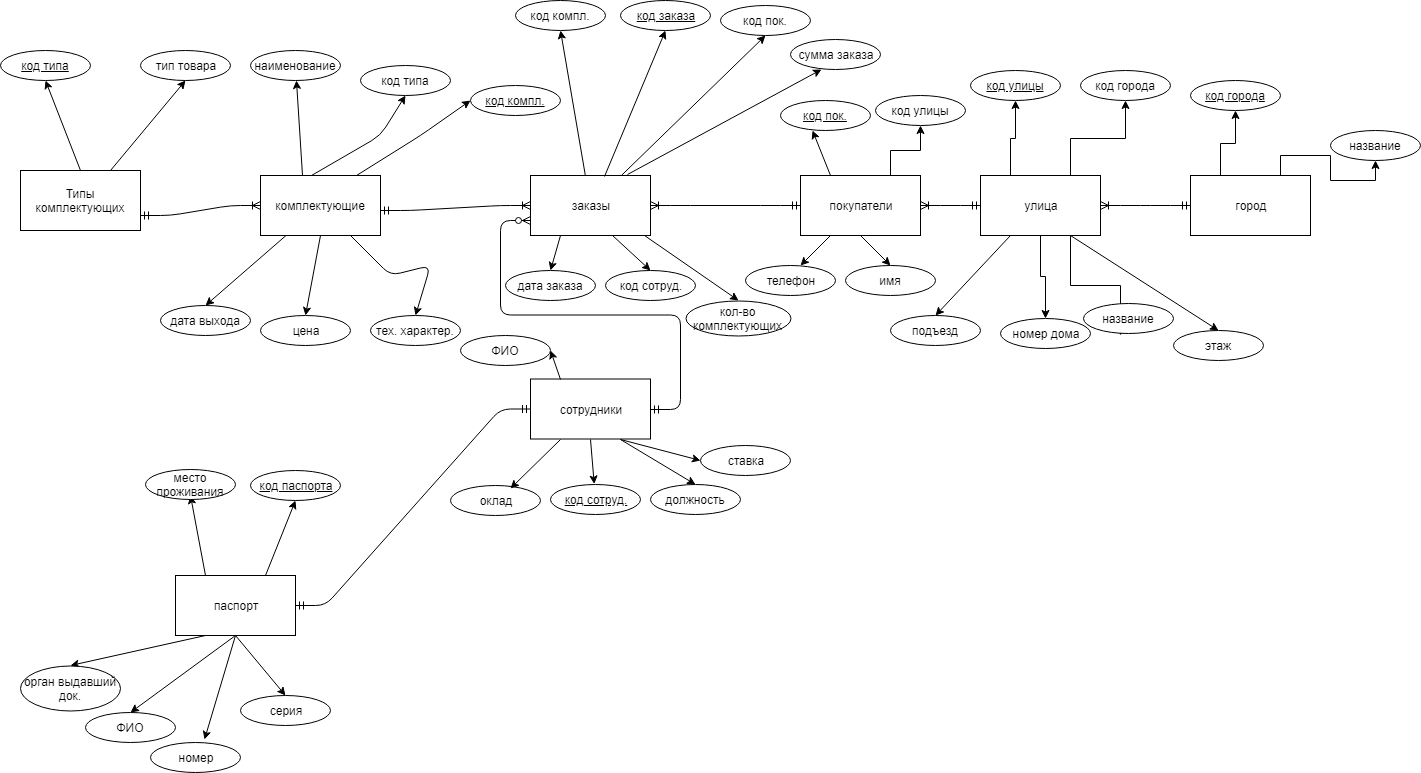 код компл.
код заказа
код пок.
сумма заказа
код типа
тип товара
наименование
код типа
код компл.
код пок.
код улицы
код улицы
код города
код города
название
Типы
комплектующих
комплектующие
заказы
покупатели
улица
город
дата выхода
цена
тех. характер.
дата заказа
код сотруд.
кол-во
комплектующих
телефон
имя
подъезд
номер дома
название
этаж
ФИО
сотрудники
оклад
код сотруд.
должность
ставка
место
проживания
код паспорта
паспорт
орган выдавший
док.
ФИО
номер
серия